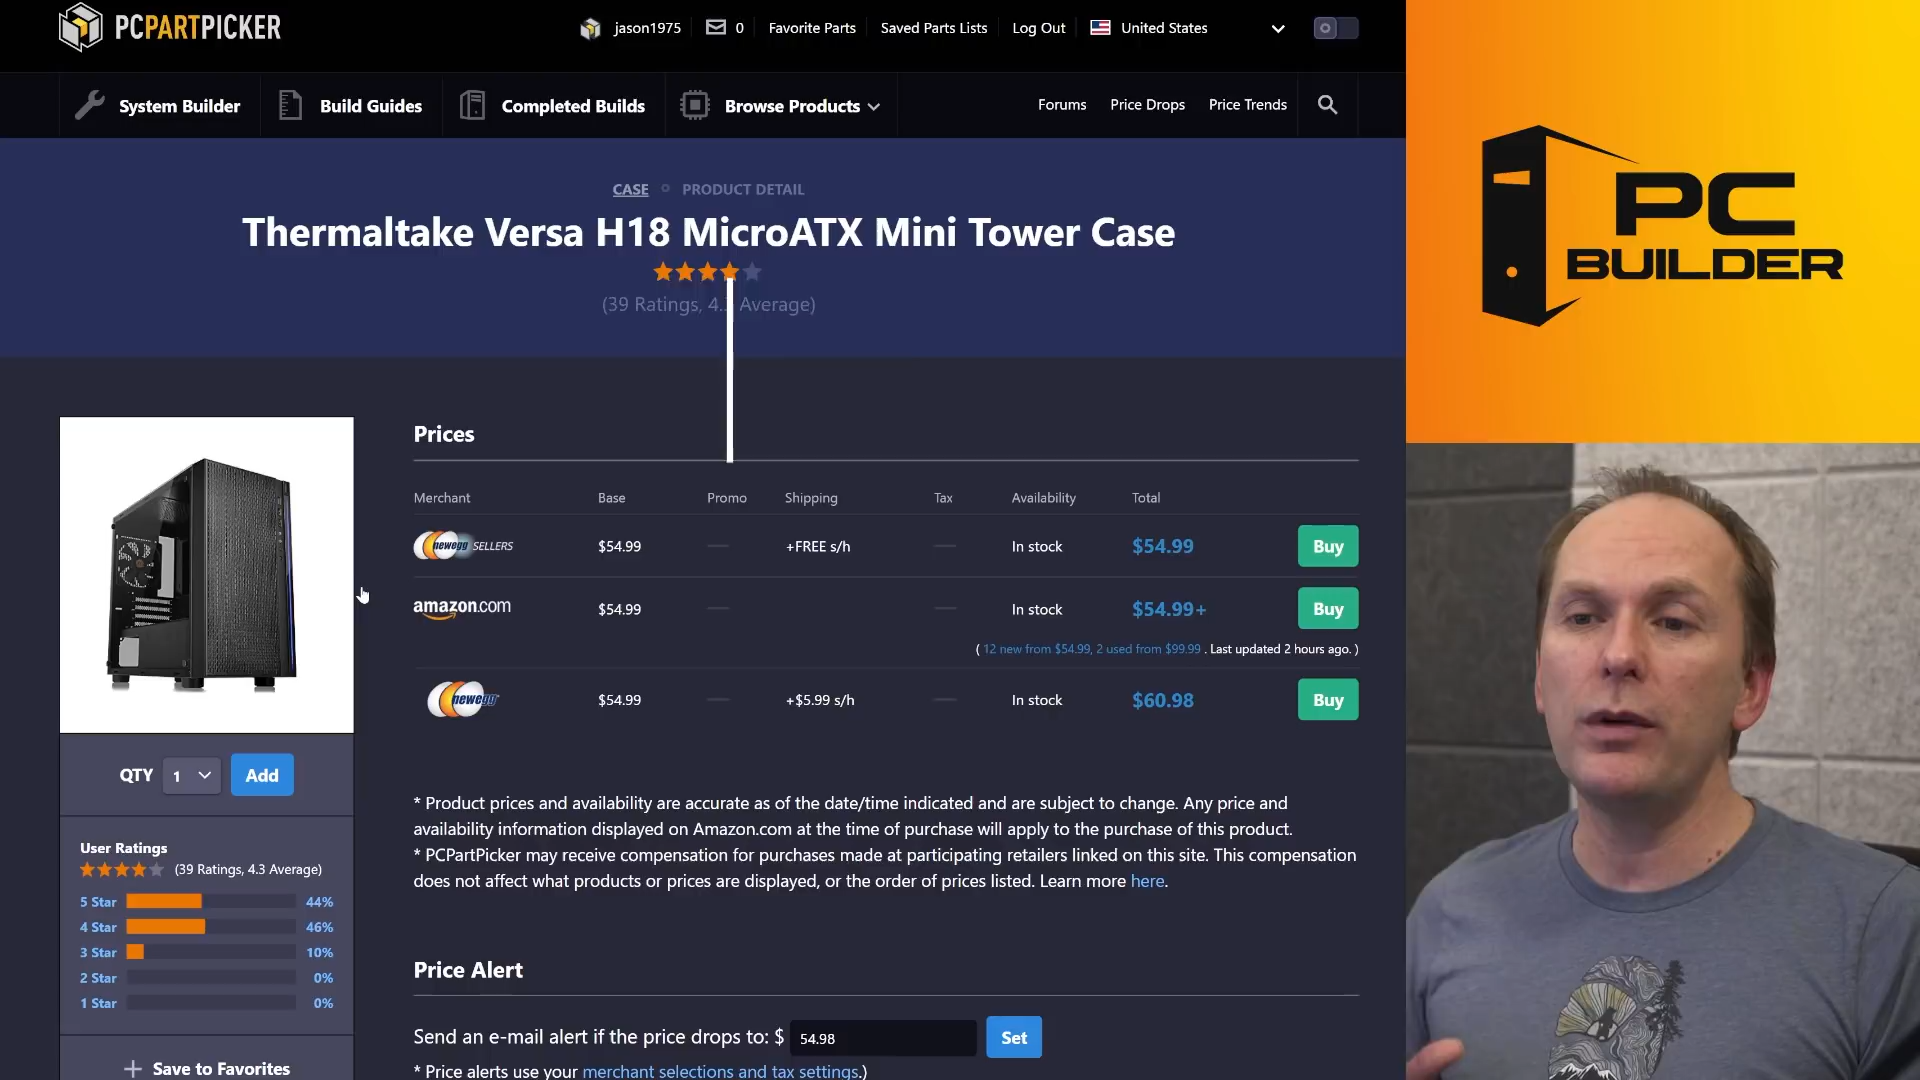 PCPARTPICKER
jason1975
0
Favorite Parts
Saved Parts Lists
Log Out
United States
System Builder
Build Guides
Completed Builds
Browse Products
Forums
Price Drops
Price Trends
CASE
PRODUCT DETAIL
Thermaltake Versa H18 MicroATX Mini Tower Case
(39 Ratings, Average)
Prices
Merchant Base Promo Shipping Tax Availability Total
newegg SELLERS $54.99 — +FREE s/h — In stock $54.99 Buy
amazon.com $54.99 — — In stock $54.99+ Buy
( 12 new from $54.99, 2 used from $99.99 . Last updated 2 hours ago. )
newegg $54.99 — +$5.99 s/h — In stock $60.98 Buy
QTY 1 Add
User Ratings
(39 Ratings, 4.3 Average)
5 Star 44%
4 Star 46%
3 Star 10%
2 Star 0%
1 Star 0%
+ Save to Favorites
* Product prices and availability are accurate as of the date/time indicated and are subject to change. Any price and
availability information displayed on Amazon.com at the time of purchase will apply to the purchase of this product.
* PCPartPicker may receive compensation for purchases made at participating retailers linked on this site. This compensation
does not affect what products or prices are displayed, or the order of prices listed. Learn more here.
Price Alert
Send an e-mail alert if the price drops to: $ 54.98 Set
* Price alerts use your merchant selections and tax settings.)
PC
BUILDER